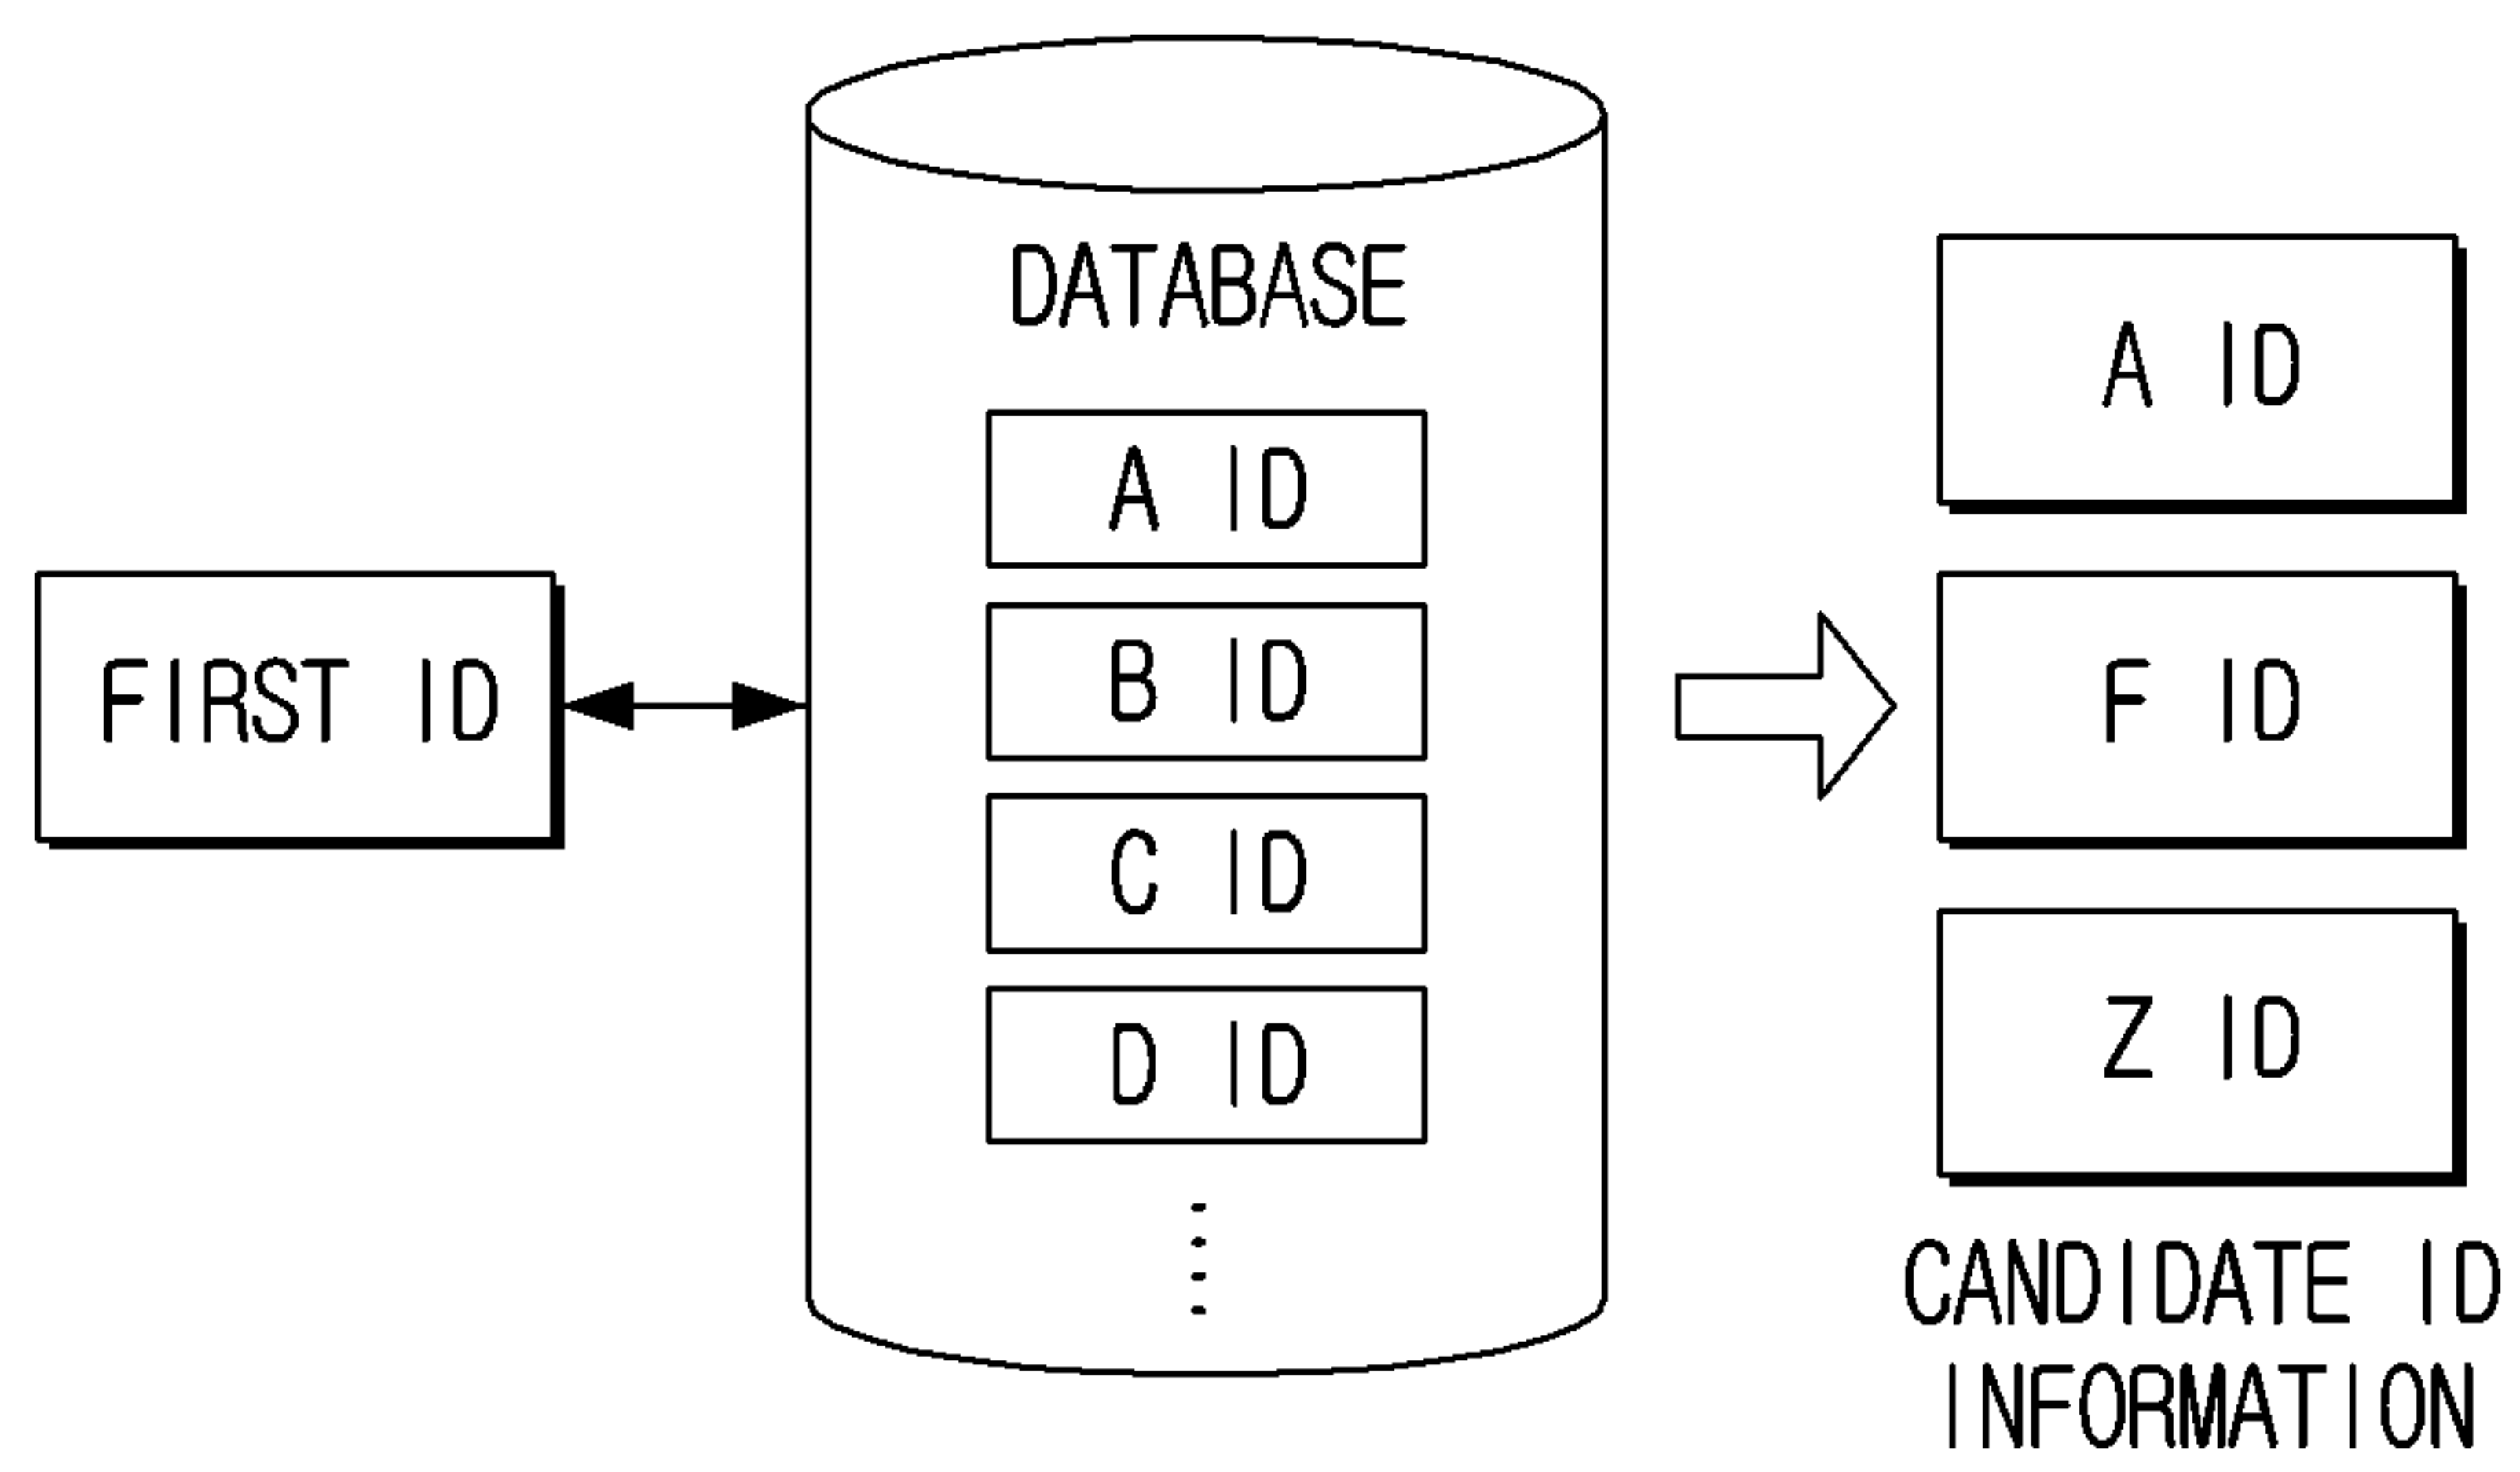 FIRST ID
DATABASE
A ID
B ID
C ID
D ID
A ID
F ID
Z ID
CANDIDATE ID
INFORMATION